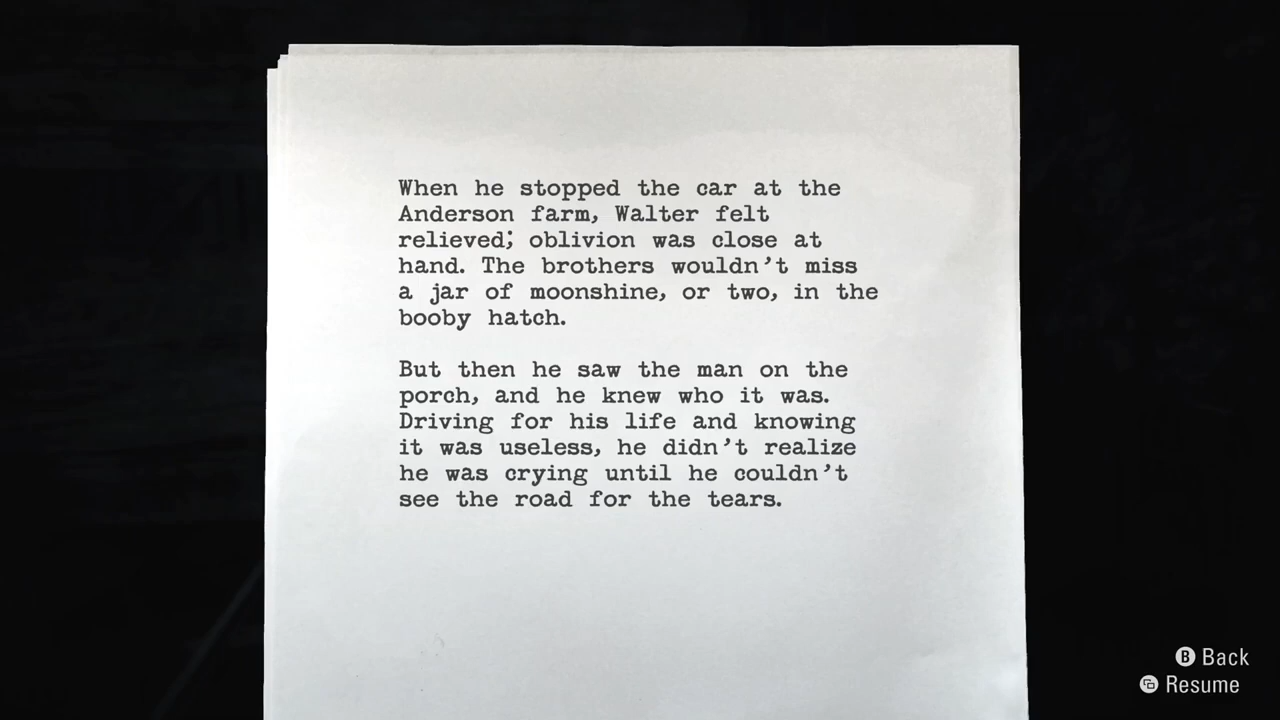 When he stopped the car at the
Anderson farm, Walter felt
relieved; oblivion was close at
hand. The brothers wouldn't miss
a jar of moonshine, or two, in the
booby hatch.
But then he saw the man on the
porch, and he knew who it was.
Driving for his life and knowing
it was useless, he didn't realize
he was crying until he couldn't
see the road for the tears.
B Back
Resume